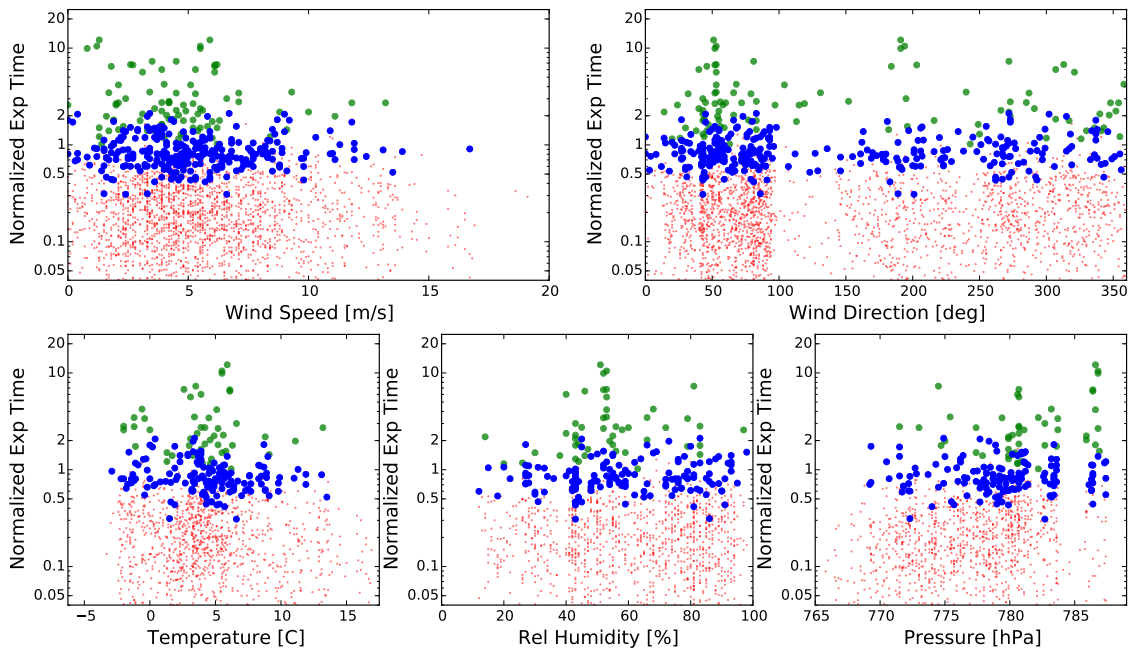 Normalized Exp Time
20
10
2
1
0.5
0.1
0.05
0 5 10 15 20
Wind Speed [m/s]
Normalized Exp Time
20
10
2
1
0.5
0.1
0.05
0 50 100 150 200 250 300 350
Wind Direction [deg]
Normalized Exp Time
20
10
2
1
0.5
0.1
0.05
−5 0 5 10 15
Temperature [C]
Normalized Exp Time
20
10
2
1
0.5
0.1
0.05
0 20 40 60 80 100
Rel Humidity [%]
Normalized Exp Time
20
10
2
1
0.5
0.1
0.05
765 770 775 780 785
Pressure [hPa]